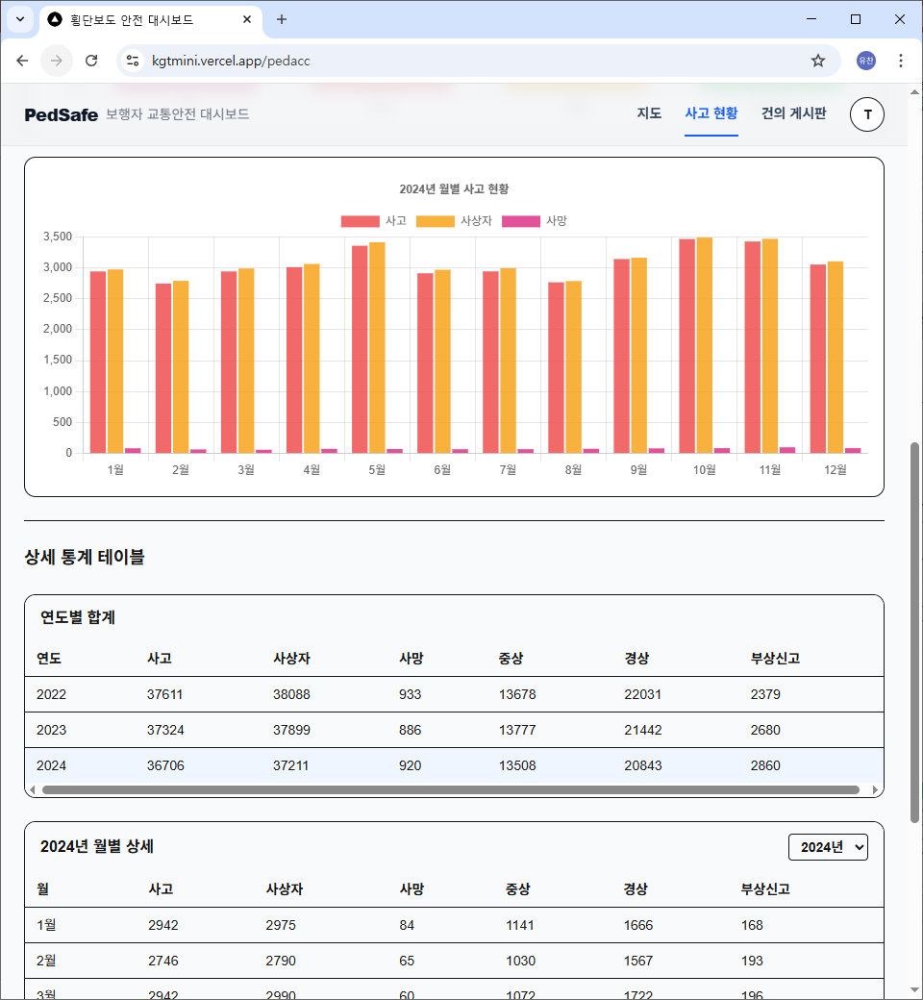 횡단보도 안전 대시보드
kgtmini.vercel.app/pedacc
유찬
PedSafe 보행자 교통안전 대시보드 지도 사고 현황 건의 게시판 T
2024년 월별 사고 현황
사고 사상자 사망
3,500
3,000
2,500
2,000
1,500
1,000
500
0
1월 2월 3월 4월 5월 6월 7월 8월 9월 10월 11월 12월
상세 통계 테이블
연도별 합계
연도 사고 사상자 사망 중상 경상 부상신고
2022 37611 38088 933 13678 22031 2379
2023 37324 37899 886 13777 21442 2680
2024 36706 37211 920 13508 20843 2860
2024년 월별 상세 2024년
월 사고 사상자 사망 중상 경상 부상신고
1월 2942 2975 84 1141 1666 168
2월 2746 2790 65 1030 1567 193
3월 2942 2990 60 1072 1722 196